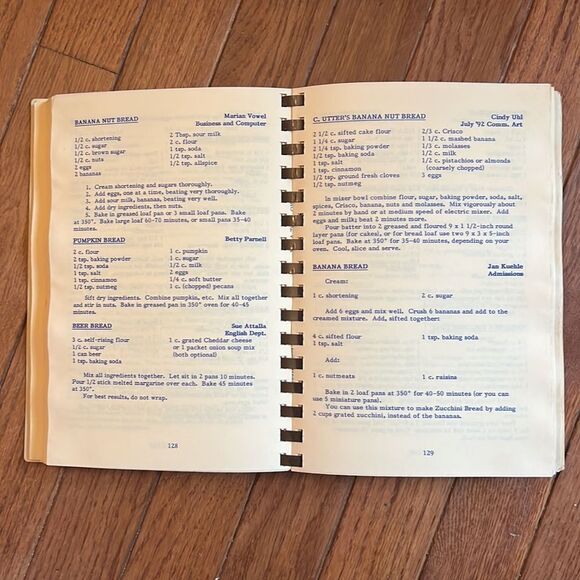 BANANA NUT BREAD Marian Vowel
Business and Computer
1/2 c. shortening 2 Tbsp. sour milk
1/2 c. sugar 2 c. flour
1/2 c. brown sugar 1 tsp. soda
1/2 c. nuts 1/2 tsp. salt
2 eggs 1/2 tsp. allspice
2 bananas
1. Cream shortening and sugars thoroughly.
2. Add eggs, one at a time, beating very thoroughly.
3. Add sour milk, bananas, beating very well.
4. Add dry ingredients, then nuts.
5. Bake in greased loaf pan or 3 small loaf pans. Bake
at 350°. Bake large loaf 60-70 minutes, or small pans 35-40
minutes.
PUMPKIN BREAD Betty Parnell
2 c. flour 1 c. pumpkin
2 tsp. baking powder 1 c. sugar
1/2 tsp. soda 1/2 c. milk
1 tsp. salt 2 eggs
1 tsp. cinnamon 1/4 c. soft butter
1/2 tsp. nutmeg 1 c. (chopped) pecans
Sift dry ingredients. Combine pumpkin, etc. Mix all together
and stir in nuts. Bake in greased pan in 350° oven for 40-45
minutes.
BEER BREAD Sue Attalla
English Dept.
3 c. self-rising flour 1 c. grated Cheddar cheese
1/2 c. sugar or 1 packet onion soup mix
1 can beer (both optional)
1 tsp. baking soda
Mix all ingredients together. Let sit in 2 pans 10 minutes.
Pour 1/2 stick melted margarine over each. Bake 45 minutes
at 350°.
For best results, do not wrap.
128
C. UTTER'S BANANA NUT BREAD Cindy Uhl
July '92 Comm. Art
2 1/2 c. sifted cake flour 2/3 c. Crisco
1 1/4 c. sugar 1 1/2 c. mashed banana
1 1/4 tsp. baking powder 1/3 c. molasses
1/2 tsp. baking soda 1/2 c. milk
1 tsp. salt 1/2 c. pistachios or almonds
1 tsp. cinnamon (coarsely chopped)
1/2 tsp. ground fresh cloves 3 eggs
1/2 tsp. nutmeg
In mixer bowl combine flour, sugar, baking powder, soda, salt,
spices, Crisco, banana, nuts and molasses. Mix vigorously about
2 minutes by hand or at medium speed of electric mixer. Add
eggs and milk; beat 2 minutes more.
Pour batter into 2 greased and floured 9 x 1 1/2-inch round
layer pans (for cakes), or for bread loaf use two 9 x 3 x 5-inch
loaf pans. Bake at 350° for 35-40 minutes, depending on your
oven. Cool, slice and serve.
BANANA BREAD Jan Kuehle
Admissions
Cream:
1 c. shortening 2 c. sugar
Add 6 eggs and mix well. Crush 6 bananas and add to the
creamed mixture. Add, sifted together:
4 c. sifted flour 1 tsp. baking soda
1 tsp. salt
Add:
1 c. nutmeats 1 c. raisins
Bake in 2 loaf pans at 350° for 40-50 minutes (or you can
use 5 miniature pans).
You can use this mixture to make Zucchini Bread by adding
2 cups grated zucchini, instead of the bananas.
129